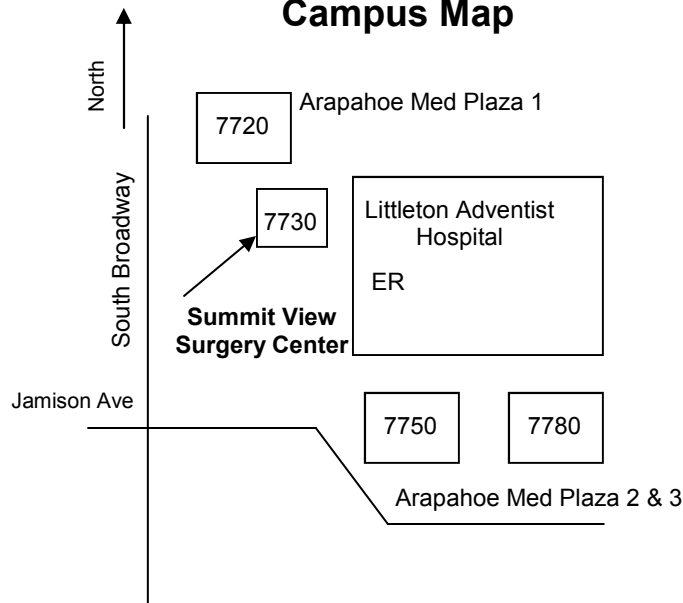 Campus Map
North
Arapahoe Med Plaza 1
7720
South Broadway
7730
Littleton Adventist
Hospital
ER
Summit View
Surgery Center
Jamison Ave
7750
7780
Arapahoe Med Plaza 2 & 3